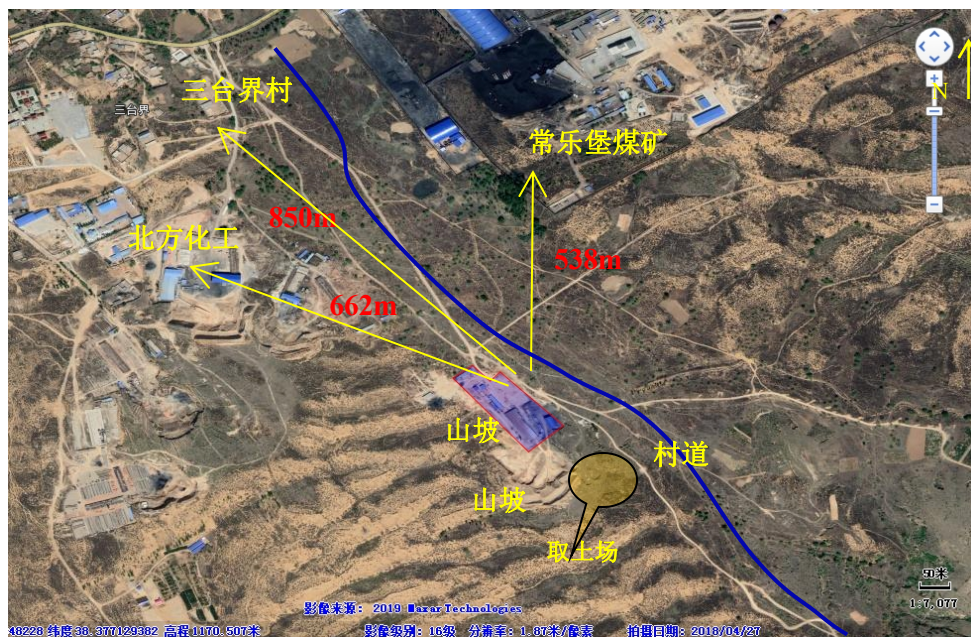 三台界村
三台界
N
常乐堡煤矿
850m
北方化工
538m
662m
山坡
村道
山坡
取土场
50米
1:7,077
影像来源: 2019 Maxar Technologies
48228 纬度38.377129382 高程1170.507米 影像级别: 16级 分辨率: 1.87米/像素 拍摄日期: 2018/04/27